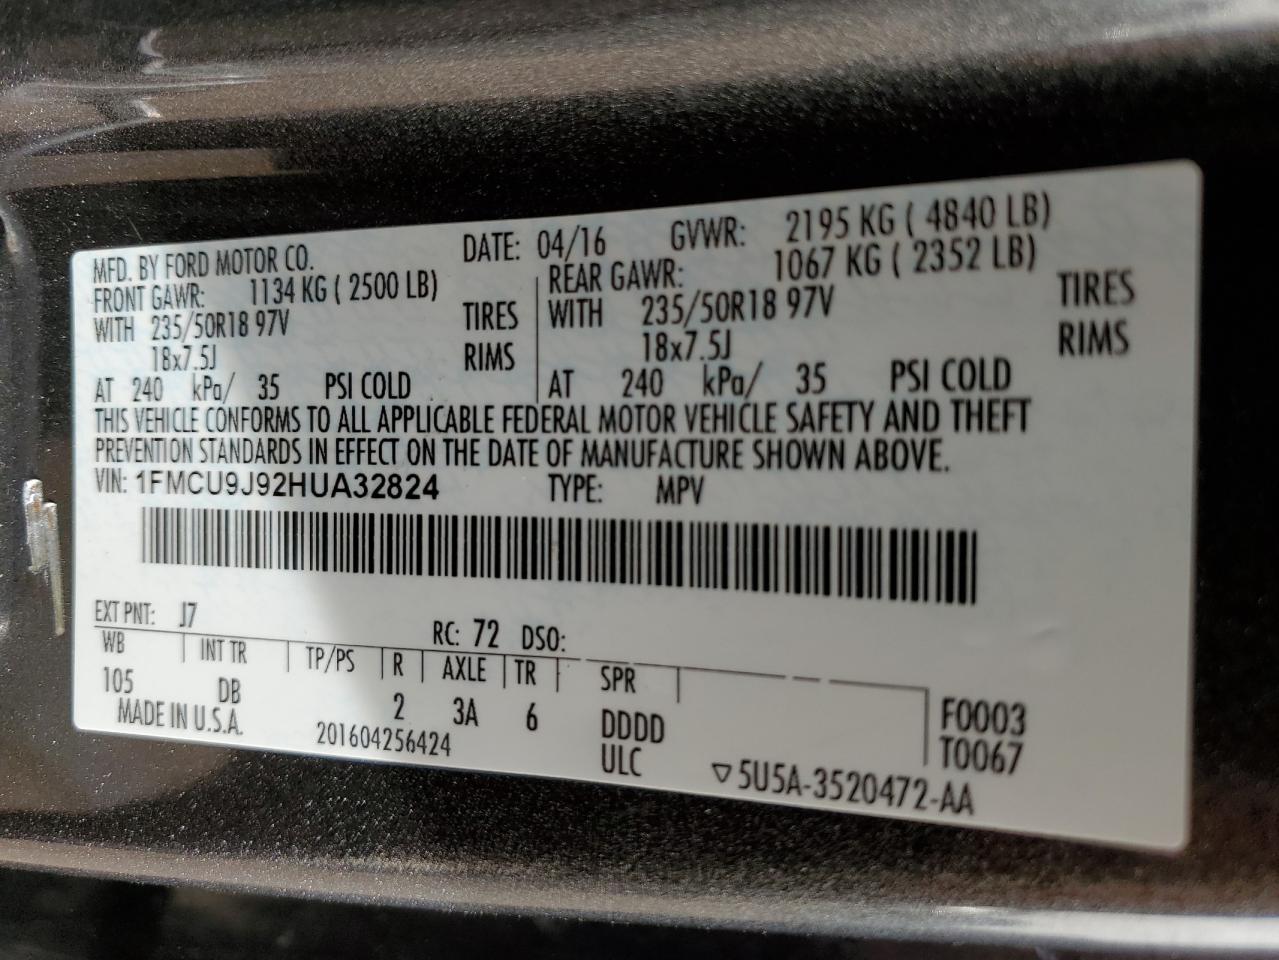 MFD. BY FORD MOTOR CO. DATE: 04/16 GVWR: 2195 KG ( 4840 LB)
FRONT GAWR: 1134 KG ( 2500 LB) REAR GAWR: 1067 KG ( 2352 LB)
WITH 235/50R18 97V TIRES WITH 235/50R18 97V TIRES
18x7.5J RIMS 18x7.5J RIMS
AT 240 kPa/ 35 PSI COLD AT 240 kPa/ 35 PSI COLD
THIS VEHICLE CONFORMS TO ALL APPLICABLE FEDERAL MOTOR VEHICLE SAFETY AND THEFT
PREVENTION STANDARDS IN EFFECT ON THE DATE OF MANUFACTURE SHOWN ABOVE.
VIN: 1FMCU9J92HUA32824 TYPE: MPV
EXT PNT: J7 RC: 72 DSO:
WB INT TR TP/PS R AXLE TR SPR
105 DB 2 3A 6 DDDD F0003
MADE IN U.S.A. 201604256424 ULC T0067
▽5U5A-3520472-AA